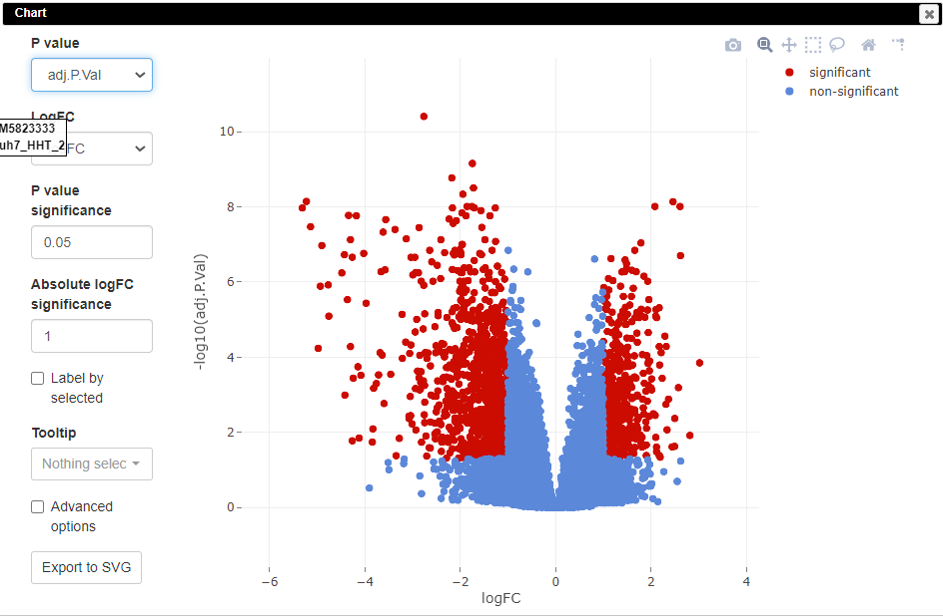 Chart
P value
adj.P.Val
LogFC
M5823333
uh7_HHT_2
FC
P value
significance
0.05
Absolute logFC
significance
1
Label by
selected
Tooltip
Nothing selec
Advanced
options
Export to SVG
significant
non-significant
-log10(adj.P.Val)
10
8
6
4
2
0
−6
−4
−2
0
2
4
logFC